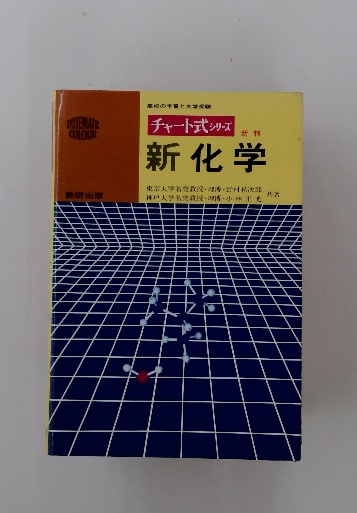 高校の学習と大学受験
SYSTEMATIC
COLOUR
チャート式シリーズ
新制
新化学
東京大学名誉教授・理博・野村祐次郎
神戸大学名誉教授・理博・小林正光
共著
数研出版